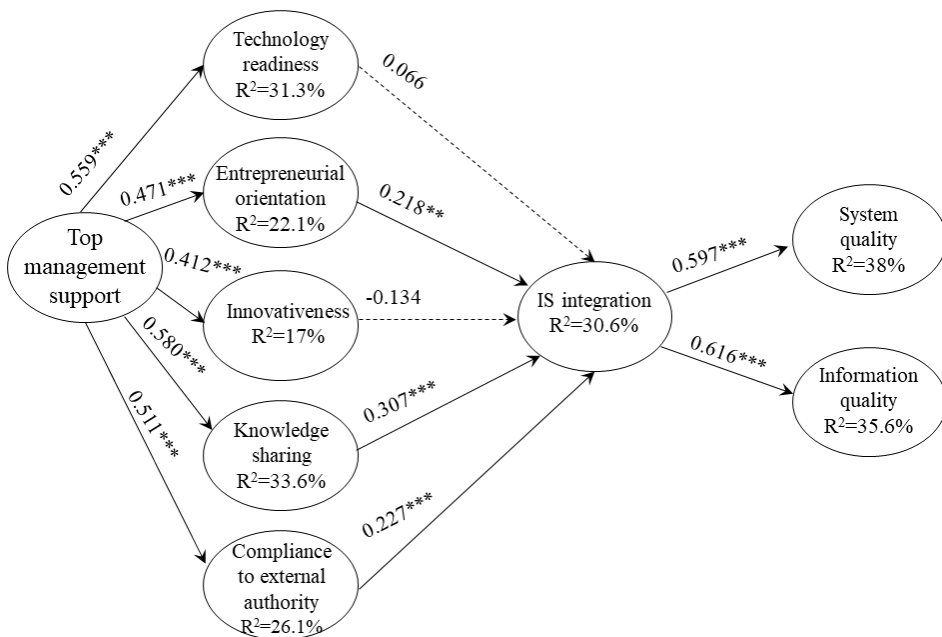 Technology
readiness
R²=31.3%
0.066
0.559***
Entrepreneurial
orientation
R²=22.1%
0.471***
0.218**
System
quality
R²=38%
Top
management
support
0.412***
0.597***
Innovativeness
R²=17%
-0.134
IS integration
R²=30.6%
0.580***
0.616***
Information
quality
R²=35.6%
0.511***
Knowledge
sharing
R²=33.6%
0.307***
0.227***
Compliance
to external
authority
R²=26.1%